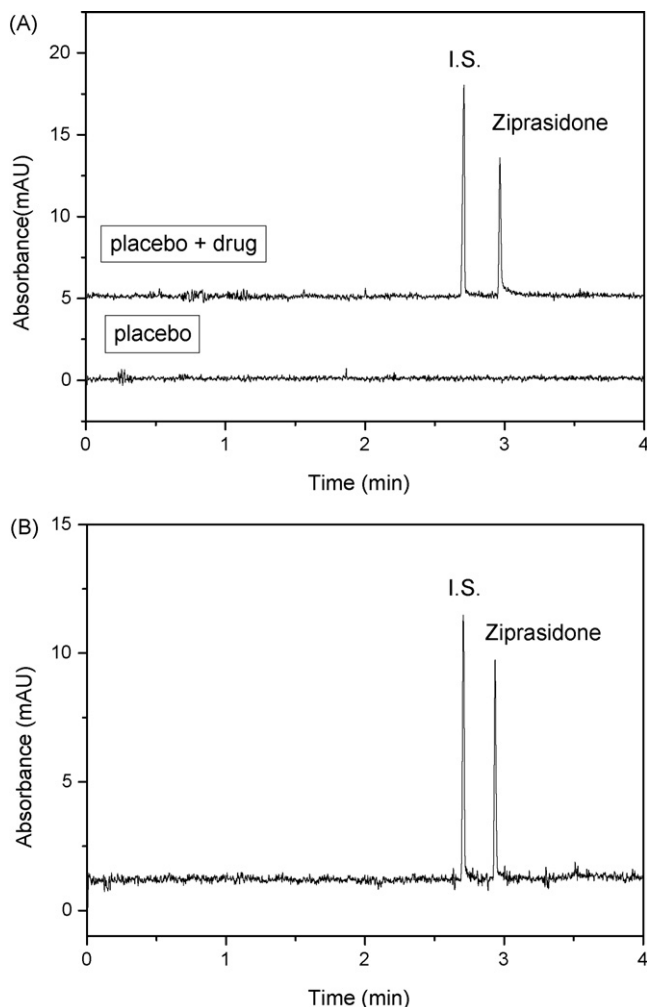 (A)
20
15
10
5
0
Absorbance(mAU)
I.S.
Ziprasidone
placebo + drug
placebo
0 1 2 3 4
Time (min)
(B)
15
10
5
0
Absorbance (mAU)
I.S.
Ziprasidone
0 1 2 3 4
Time (min)